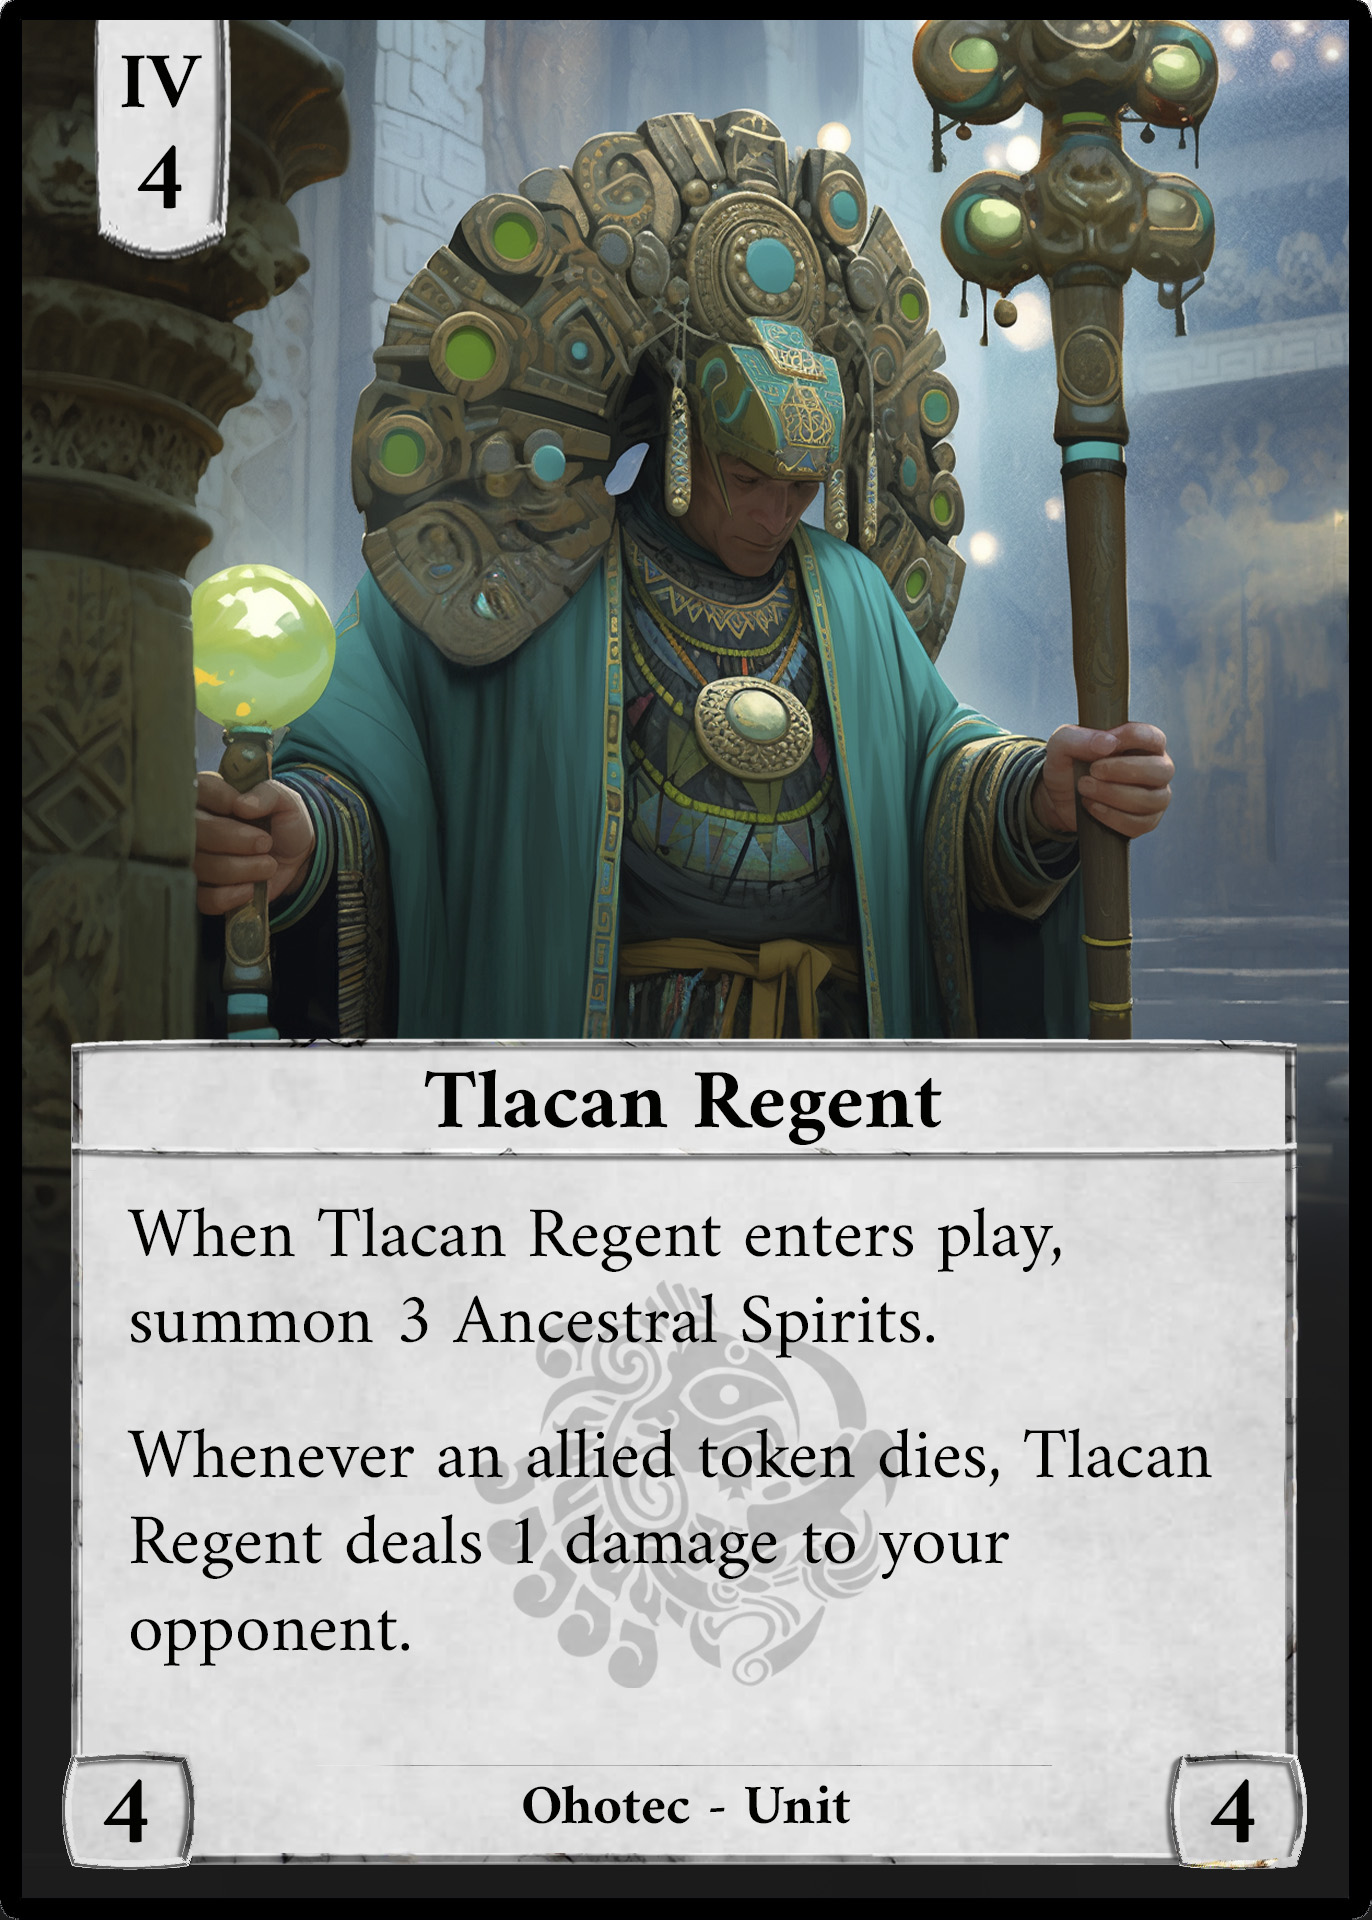 IV
4
Tlacan Regent
When Tlacan Regent enters play,
summon 3 Ancestral Spirits.
Whenever an allied token dies, Tlacan
Regent deals 1 damage to your
opponent.
4
Ohotec - Unit
4